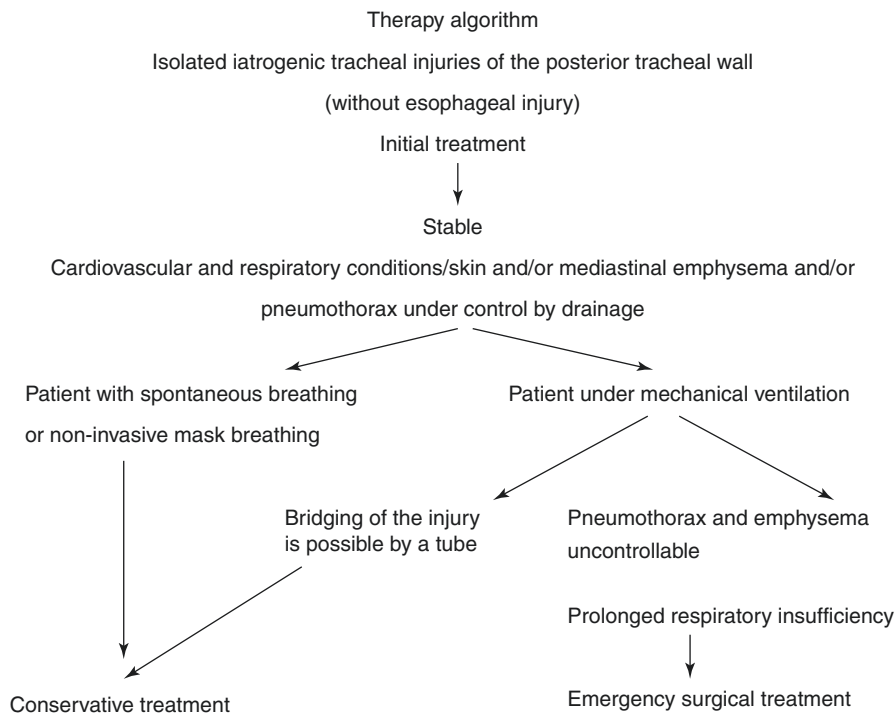 Therapy algorithm
Isolated iatrogenic tracheal injuries of the posterior tracheal wall
(without esophageal injury)
Initial treatment
Stable
Cardiovascular and respiratory conditions/skin and/or mediastinal emphysema and/or
pneumothorax under control by drainage
Patient with spontaneous breathing
or non-invasive mask breathing
Patient under mechanical ventilation
Bridging of the injury
is possible by a tube
Pneumothorax and emphysema
uncontrollable
Prolonged respiratory insufficiency
Conservative treatment
Emergency surgical treatment